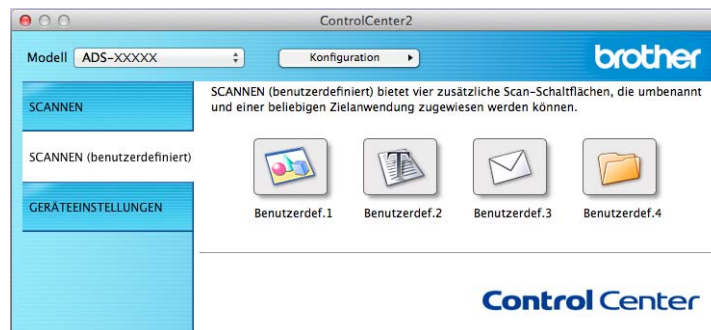 ControlCenter2
Modell ADS-XXXXX Konfiguration brother
SCANNEN
SCANNEN (benutzerdefiniert)
GERÄTEEINSTELLUNGEN
SCANNEN (benutzerdefiniert) bietet vier zusätzliche Scan-Schaltflächen, die umbenannt
und einer beliebigen Zielanwendung zugewiesen werden können.
Benutzerdef.1 Benutzerdef.2 Benutzerdef.3 Benutzerdef.4
Control Center